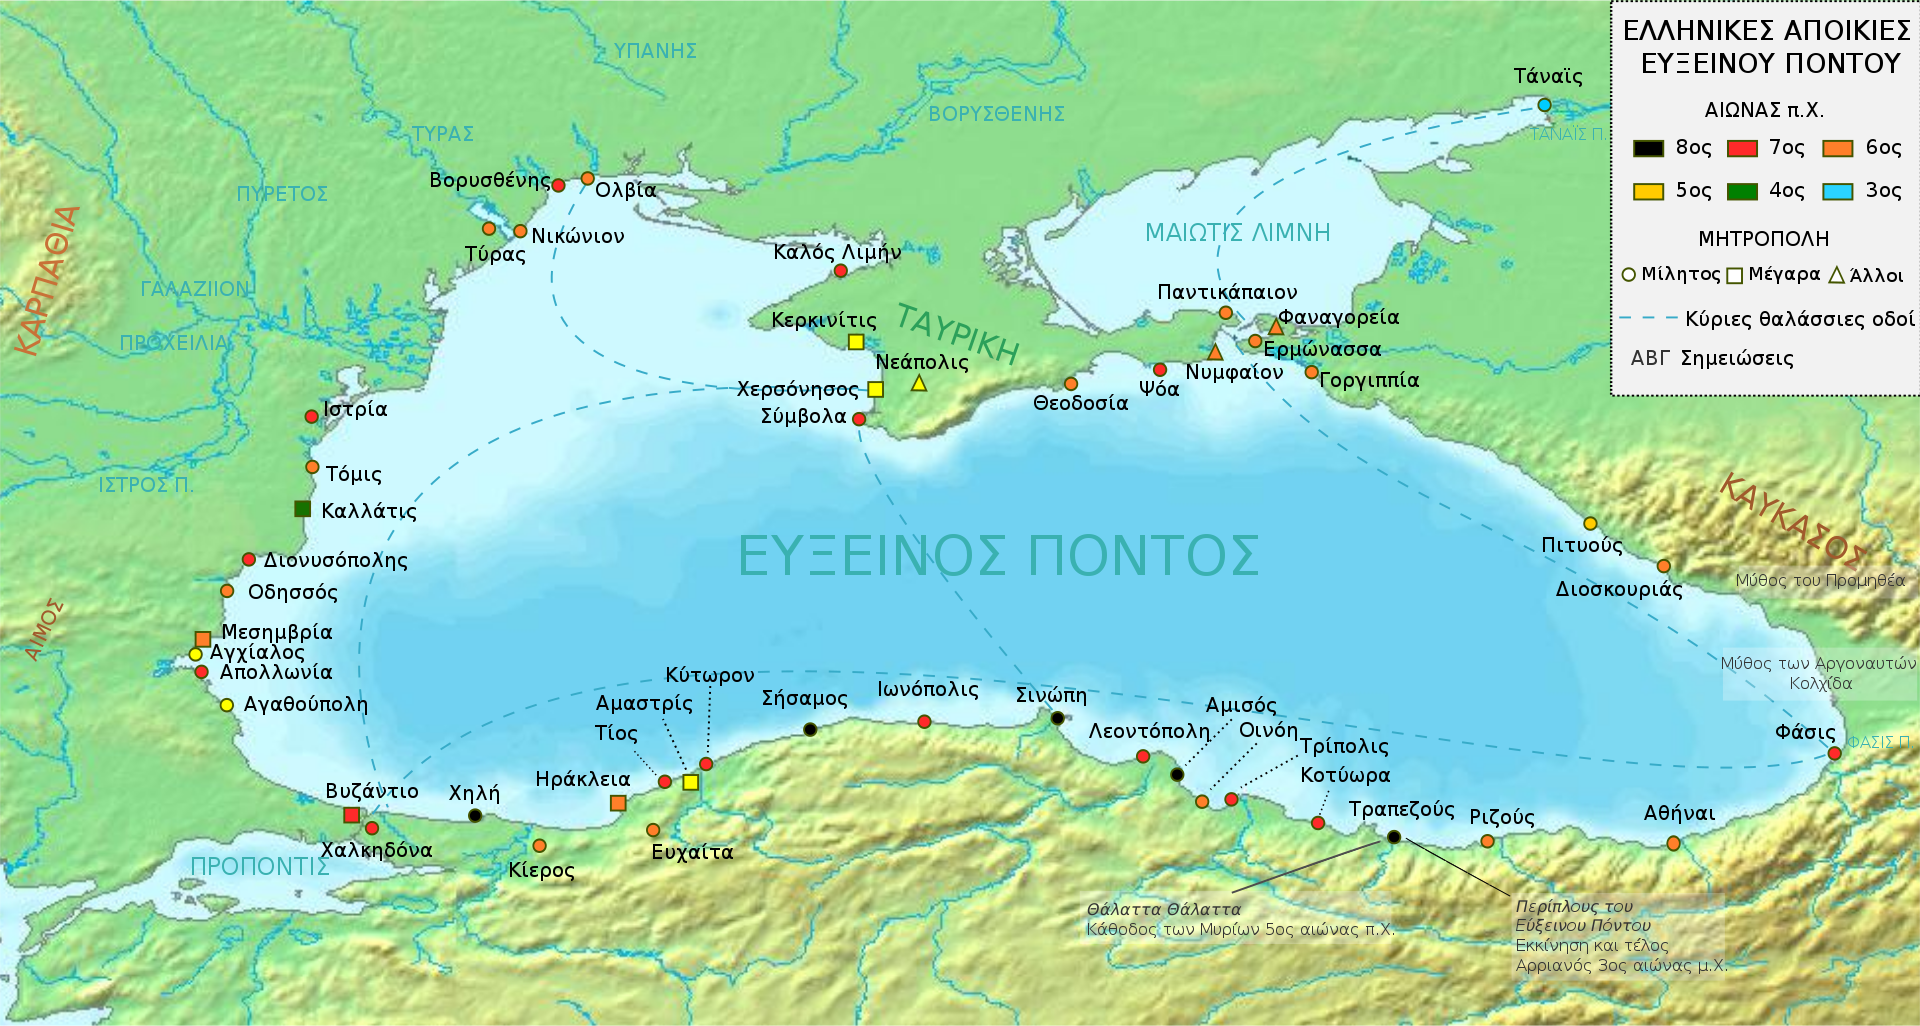 ΕΛΛΗΝΙΚΕΣ ΑΠΟΙΚΙΕΣ
ΕΥΞΕΙΝΟΥ ΠΟΝΤΟΥ
ΑΙΩΝΑΣ π.Χ.
8ος 7ος 6ος
5ος 4ος 3ος
ΜΗΤΡΟΠΟΛΗ
Μίλητος Μέγαρα Άλλοι
Κύριες θαλάσσιες οδοί
ΑΒΓ Σημειώσεις
ΥΠΑΝΗΣ
Τάναϊς
ΒΟΡΥΣΘΕΝΗΣ
ΤΥΡΑΣ
ΤΑΝΑΪΣ Π.
Βορυσθένης
Ολβία
ΠΥΡΕΤΟΣ
ΚΑΡΠΑΘΙΑ
Νικώνιον
Τύρας
ΜΑΙΩΤΙΣ ΛΙΜΝΗ
Καλός Λιμήν
ΓΑΛΑΖΙΙΟΝ
Παντικάπαιον
Φαναγορεία
Κερκινίτις
ΤΑΥΡΙΚΗ
ΠΡΟΧΕΙΛΙΑ
Ερμώνασσα
Νεάπολις
Νυμφαίον
Γοργιππία
Χερσόνησος
Ψόα
Θεοδοσία
Ιστρία
Σύμβολα
Τόμις
ΙΣΤΡΟΣ Π.
Καλλάτις
ΚΑΥΚΑΣΟΣ
Πιτυούς
ΕΥΞΕΙΝΟΣ ΠΟΝΤΟΣ
Διονυσόπολης
Μύθος του Προμηθέα
Διοσκουριάς
Οδησσός
ΑΙΜΟΣ
Μεσημβρία
Αγχίαλος
Απολλωνία
Μύθος των Αργοναυτών
Κολχίδα
Αγαθούπολη
Κύτωρον
Αμαστρίς
Σήσαμος
Ιωνόπολις
Σινώπη
Αμισός
Τίος
Λεοντόπολη
Οινόη
Φάσις
ΦΑΣΙΣ Π.
Τρίπολις
Ηράκλεια
Κοτύωρα
Βυζάντιο
Χηλή
Τραπεζούς
Ριζούς
Αθήναι
Χαλκηδόνα
Ευχαίτα
ΠΡΟΠΟΝΤΙΣ
Κίερος
Θάλαττα Θάλαττα
Κάθοδος των Μυρίων 5ος αιώνας π.Χ.
Περίπλους του
Εύξεινου Πόντου
Εκκίνηση και τέλος
Αρριανός 3ος αιώνας μ.Χ.